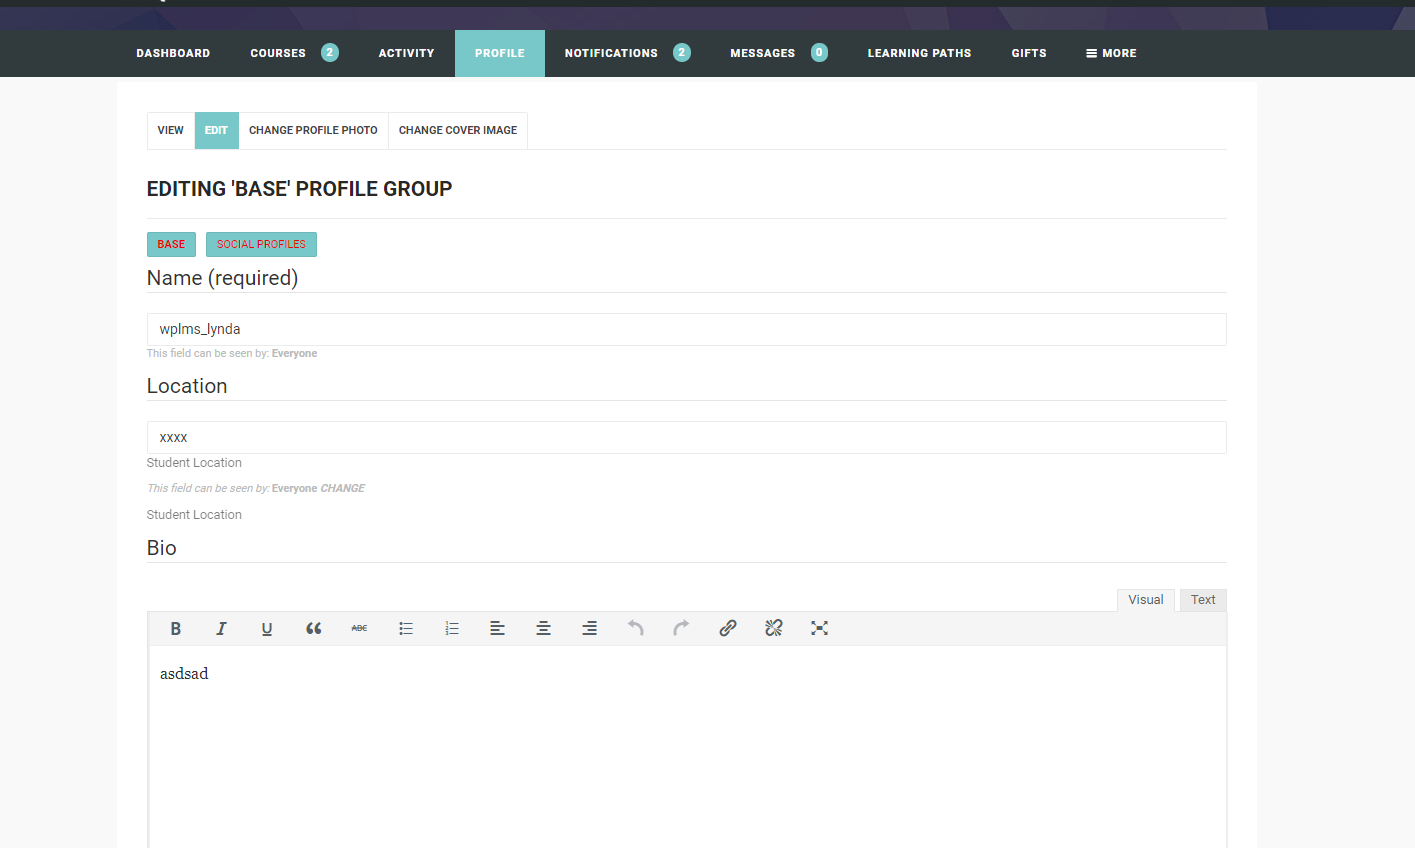 DASHBOARD COURSES 2 ACTIVITY PROFILE NOTIFICATIONS 2 MESSAGES 0 LEARNING PATHS GIFTS MORE
VIEW EDIT CHANGE PROFILE PHOTO CHANGE COVER IMAGE
EDITING 'BASE' PROFILE GROUP
BASE SOCIAL PROFILES
Name (required)
wplms_lynda
This field can be seen by: Everyone
Location
xxxx
Student Location
This field can be seen by: Everyone CHANGE
Student Location
Bio
Visual Text
B I U ABC
asdsad